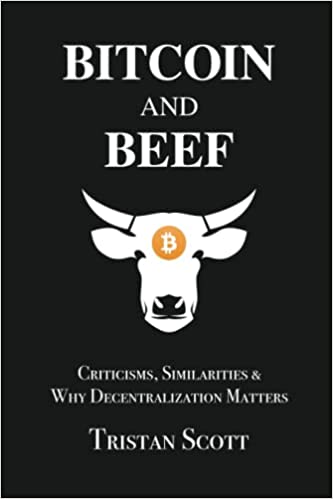 BITCOIN
AND
BEEF
₿
CRITICISMS, SIMILARITIES &
WHY DECENTRALIZATION MATTERS
TRISTAN SCOTT